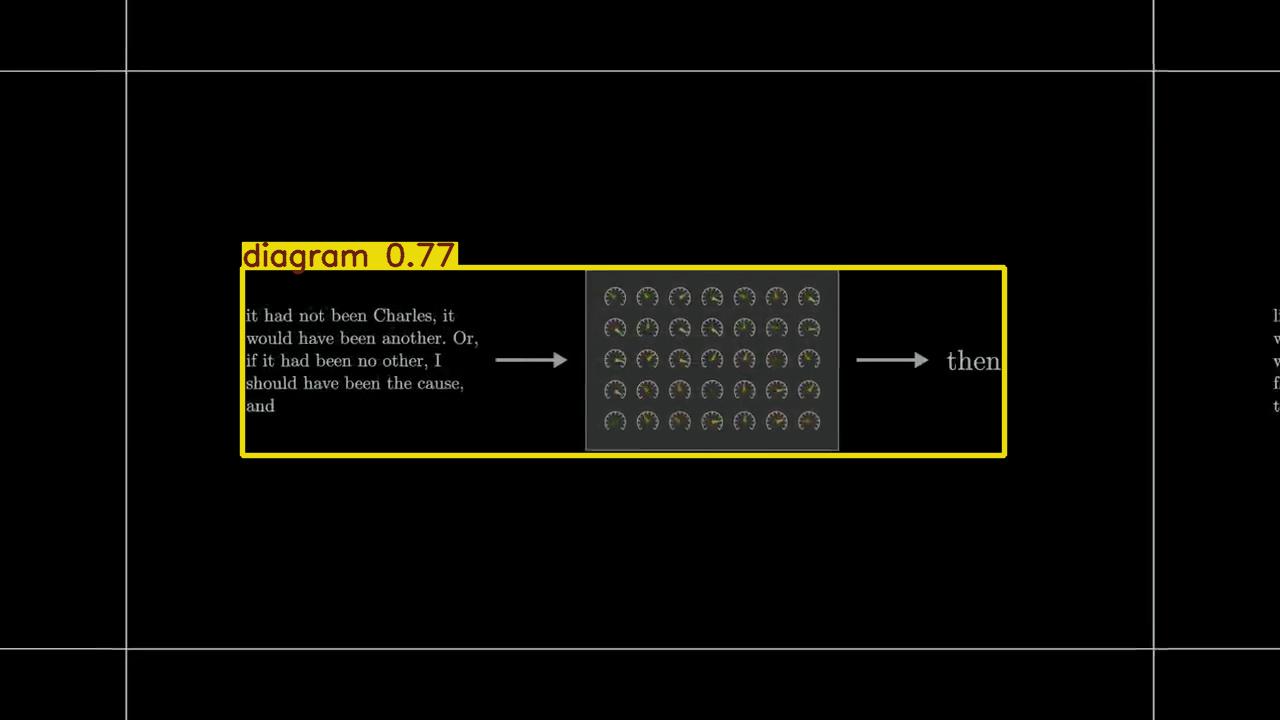 diagram 0.77
it had not been Charles, it
would have been another. Or,
if it had been no other, I
should have been the cause,
and
then